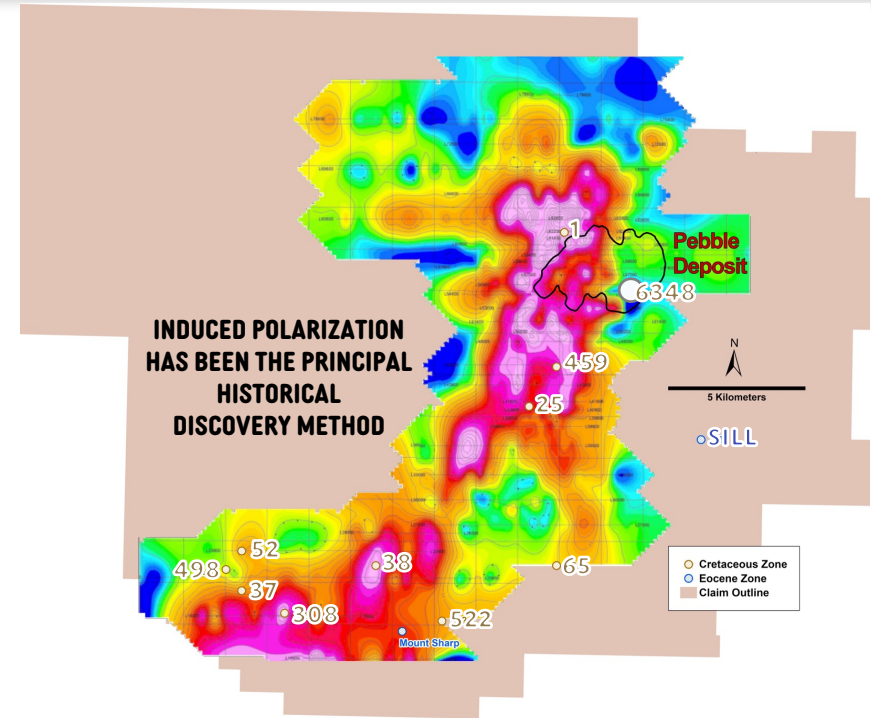 1
Pebble
Deposit
6348
INDUCED POLARIZATION
HAS BEEN THE PRINCIPAL
HISTORICAL
DISCOVERY METHOD
N
459
5 Kilometers
25
SILL
52
498
38
65
Cretaceous Zone
Eocene Zone
Claim Outline
37
308
522
Mount Sharp